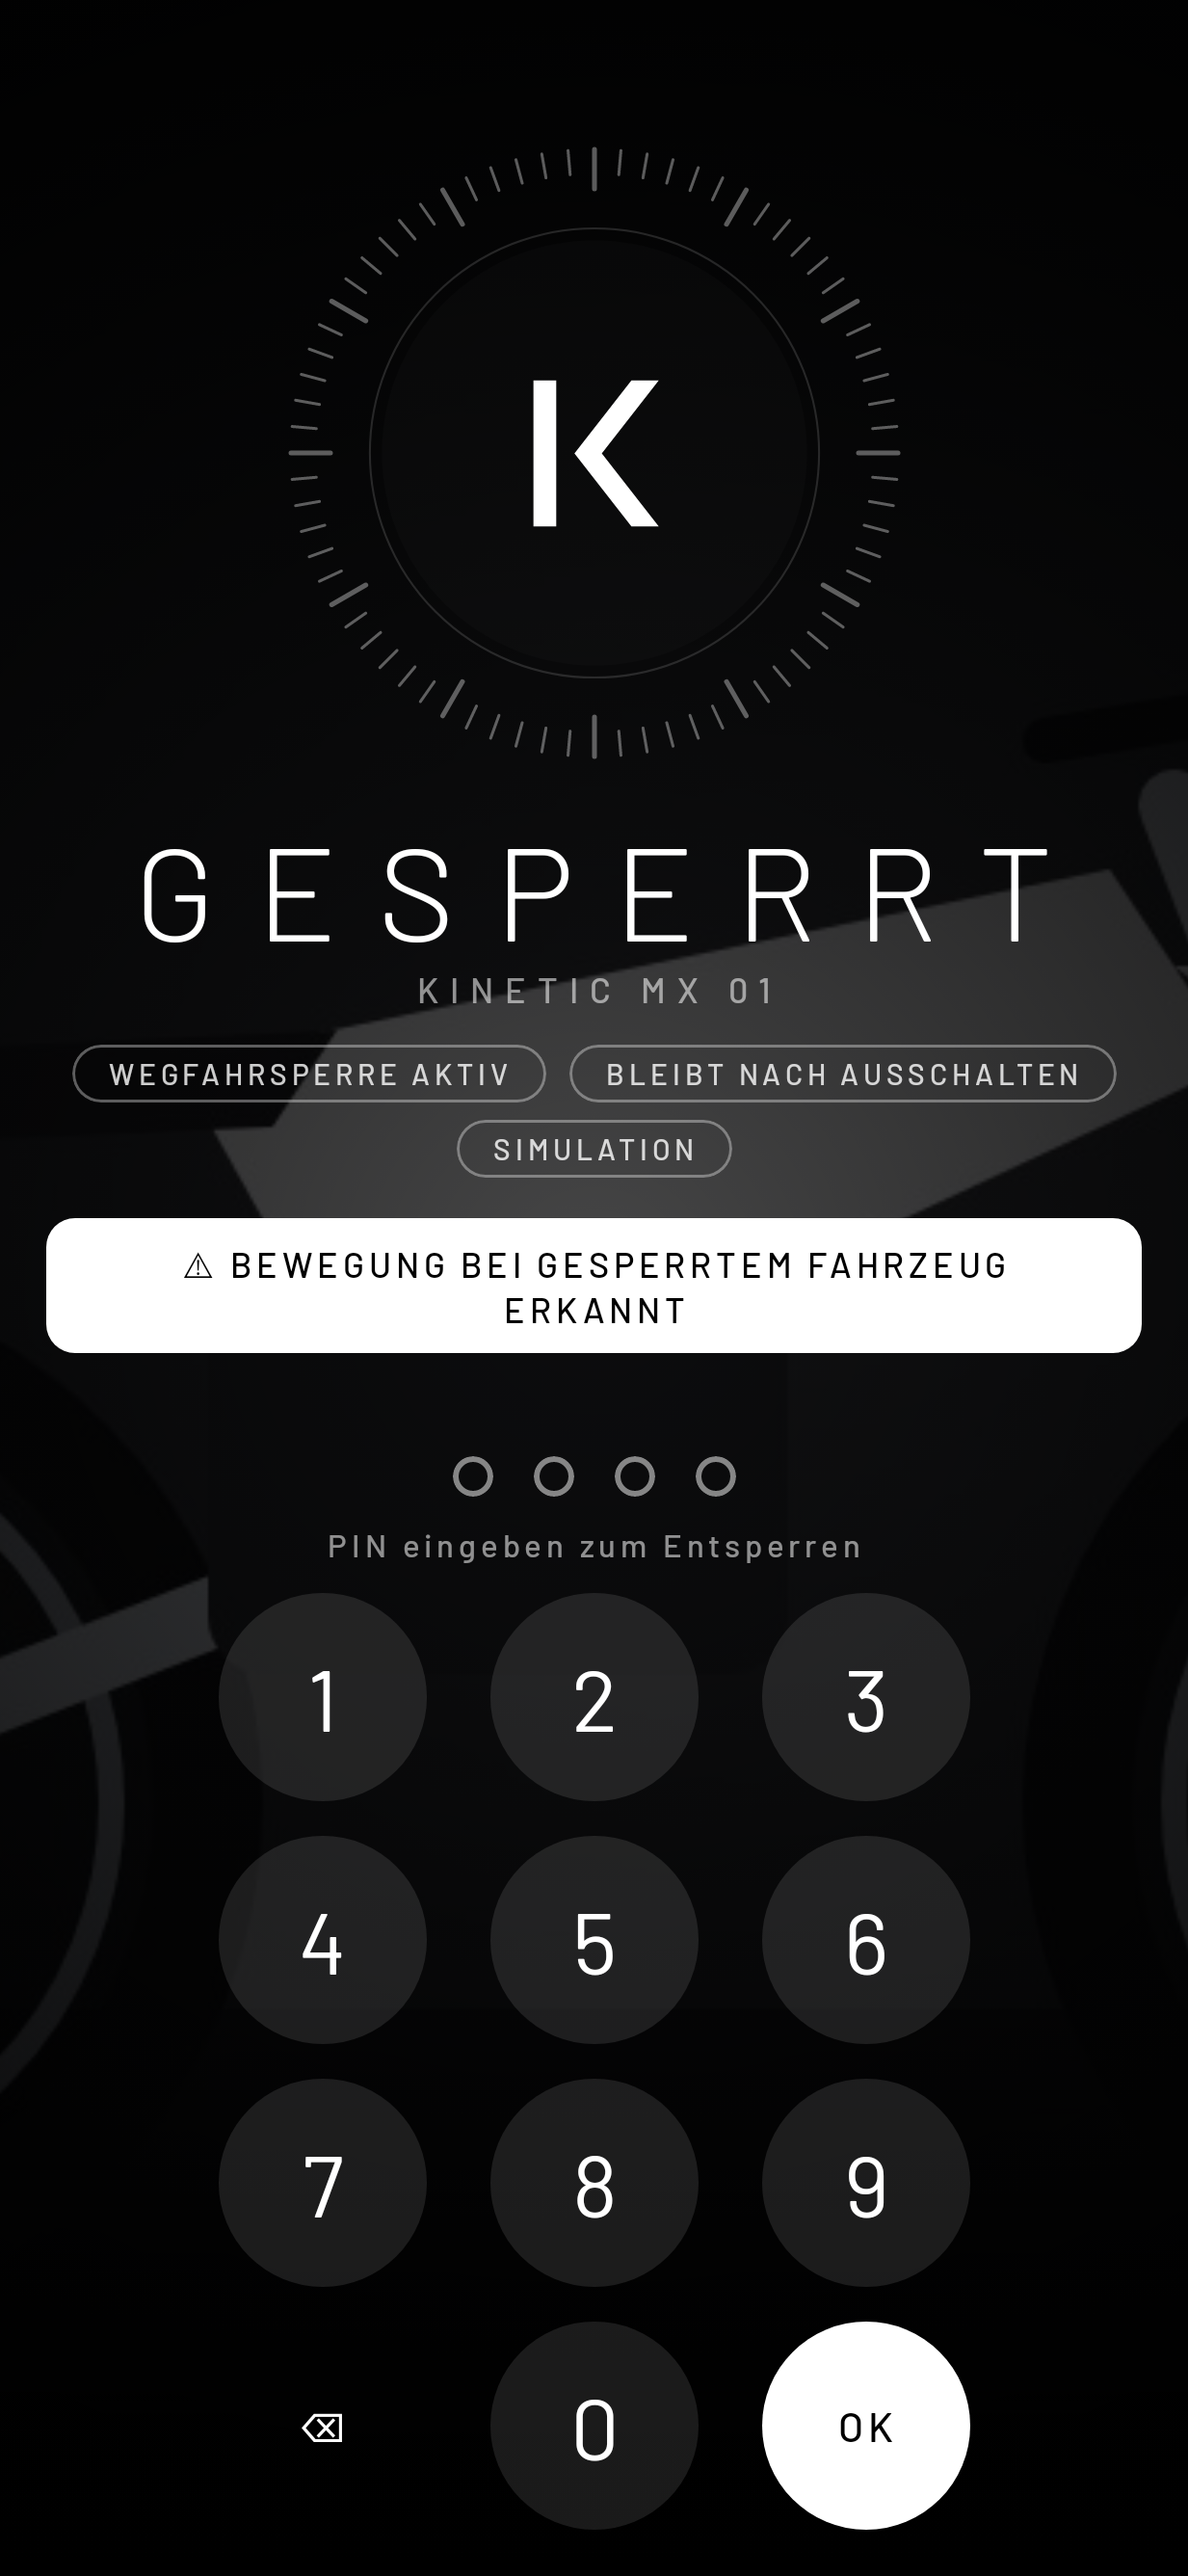 K
GESPERRT
KINETIC MX 01
WEGFAHRSPERRE AKTIV
BLEIBT NACH AUSSCHALTEN
SIMULATION
⚠ BEWEGUNG BEI GESPERRTEM FAHRZEUG
ERKANNT
PIN eingeben zum Entsperren
1 2 3
4 5 6
7 8 9
0 OK